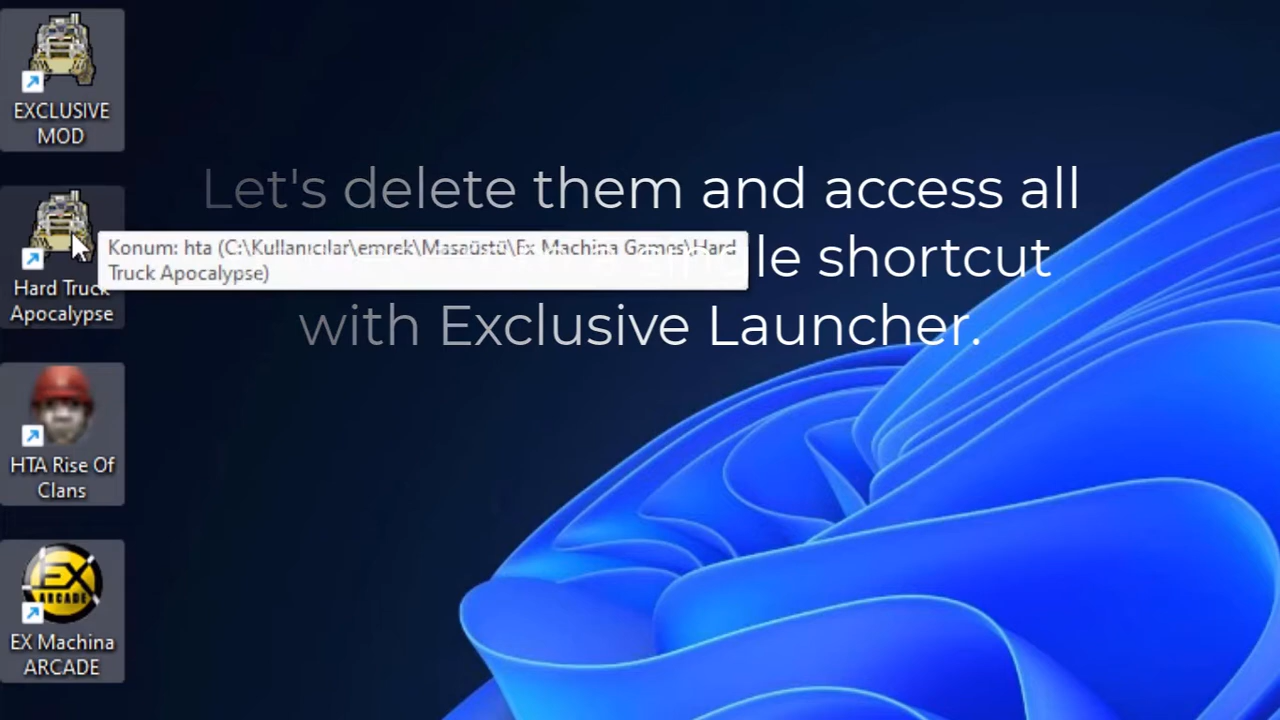 EXCLUSIVE
MOD
Let's delete them and access all
le shortcut
with Exclusive Launcher.
Konum: hta (C:\Kullanıcılar\emrek\Masaüstü\Ex Machina Games\Hard
Truck Apocalypse)
Hard Truck
Apocalypse
HTA Rise Of
Clans
EX
ARCADE
EX Machina
ARCADE